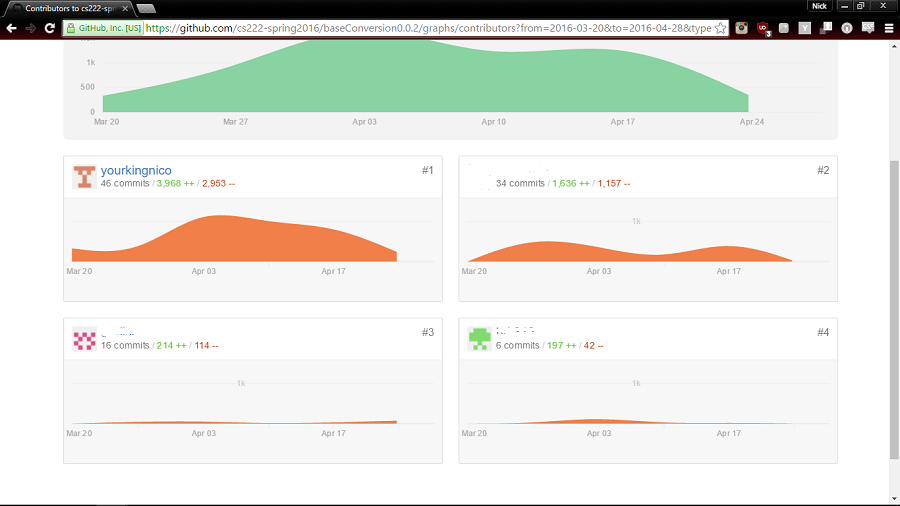 Contributors to cs222-spr
Nick
GitHub, Inc. [US] https://github.com/cs222-spring2016/baseConversion0.0.2/graphs/contributors?from=2016-03-20&to=2016-04-28&type
3
1k
500
0
Mar 20 Mar 27 Apr 03 Apr 10 Apr 17 Apr 24
yourkingnico #1
46 commits / 3,968 ++ / 2,953 --
Mar 20 Apr 03 Apr 17
#2
34 commits / 1,636 ++ / 1,157 --
1k
Mar 20 Apr 03 Apr 17
#3
16 commits / 214 ++ / 114 --
1k
Mar 20 Apr 03 Apr 17
#4
6 commits / 197 ++ / 42 --
1k
Mar 20 Apr 03 Apr 17